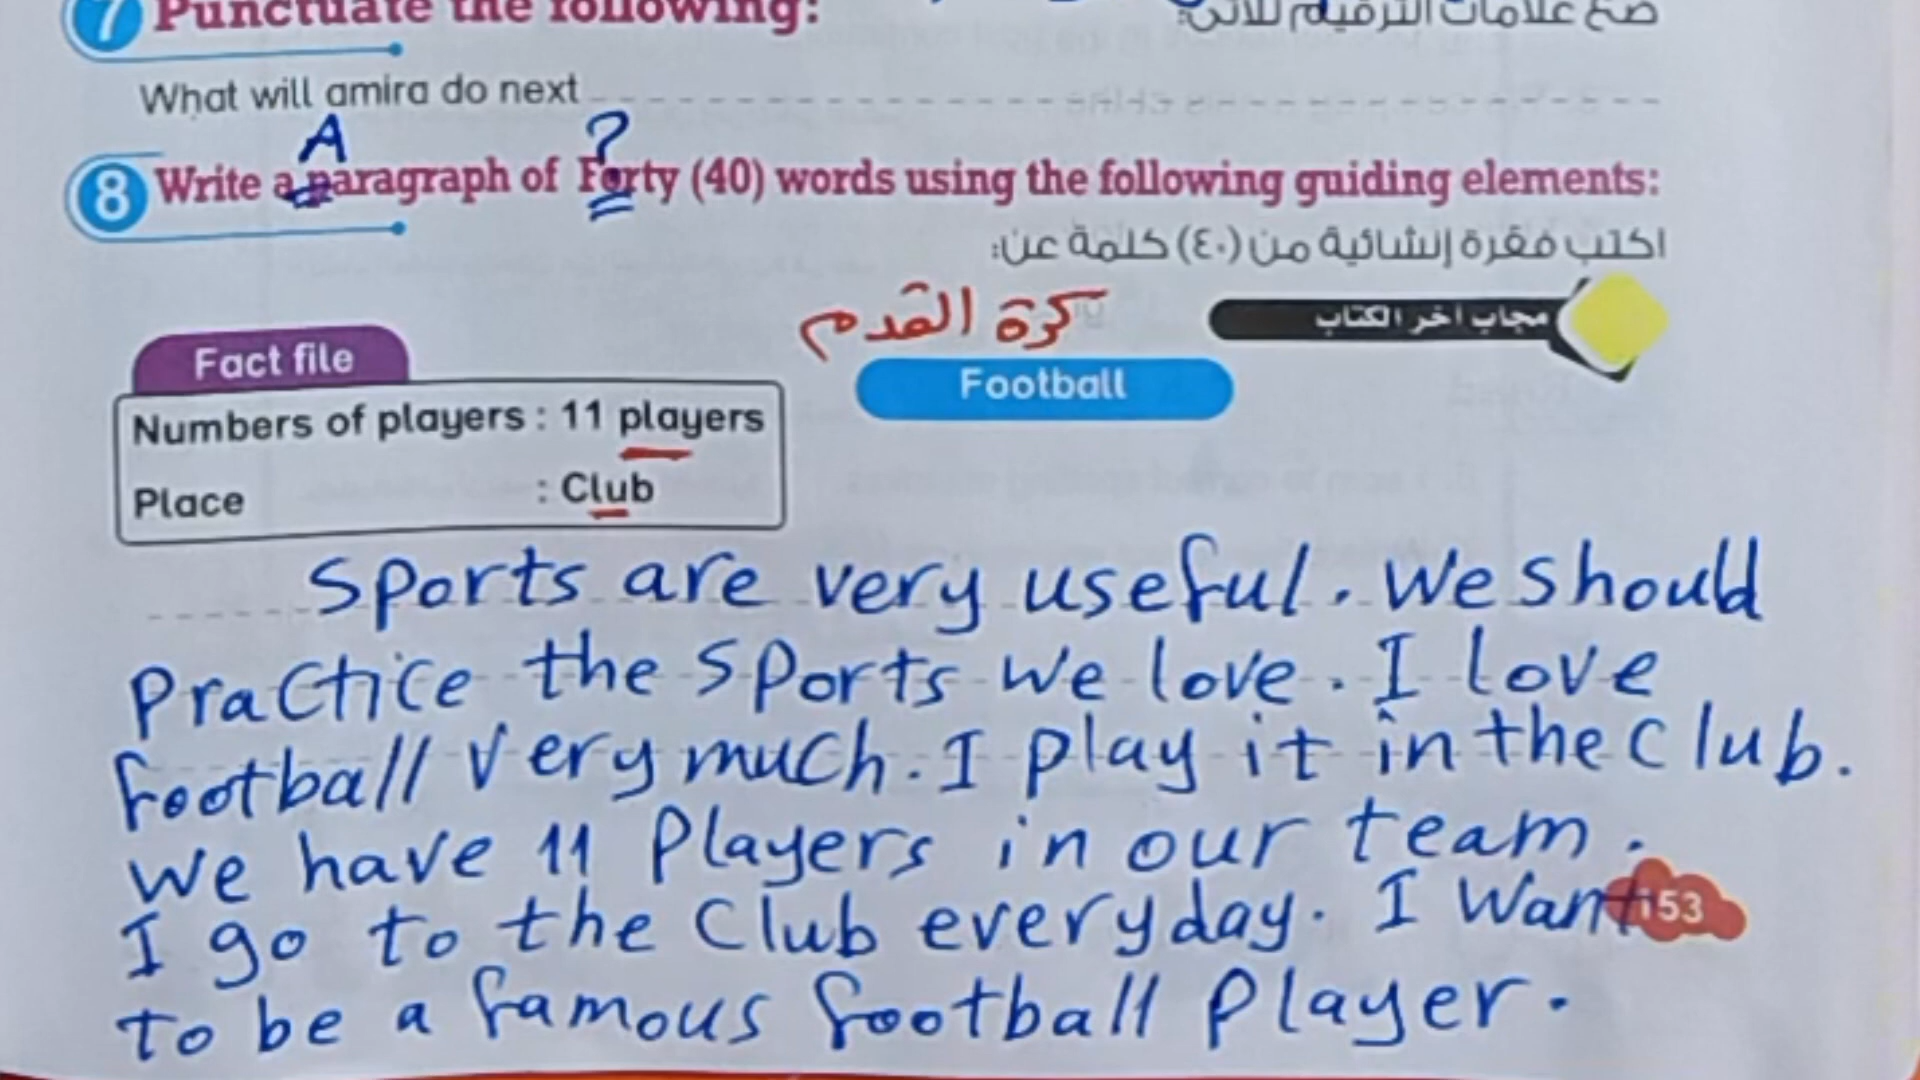 7 Punctuate the following:
ضع علامات الترقيم للآتي:
What will amira do next
A ?
8 Write a paragraph of Forty (40) words using the following guiding elements:
اكتب فقرة إنشائية من (٤٠) كلمة عن:
كرة القدم
مجاب آخر الكتاب
Fact file
Football
Numbers of players : 11 players
Place : Club
Sports are very useful. We should
Practice the sports we love. I love
football very much. I play it in the club.
We have 11 Players in our team.
I go to the Club everyday. I Want
153
to be a famous football Player.